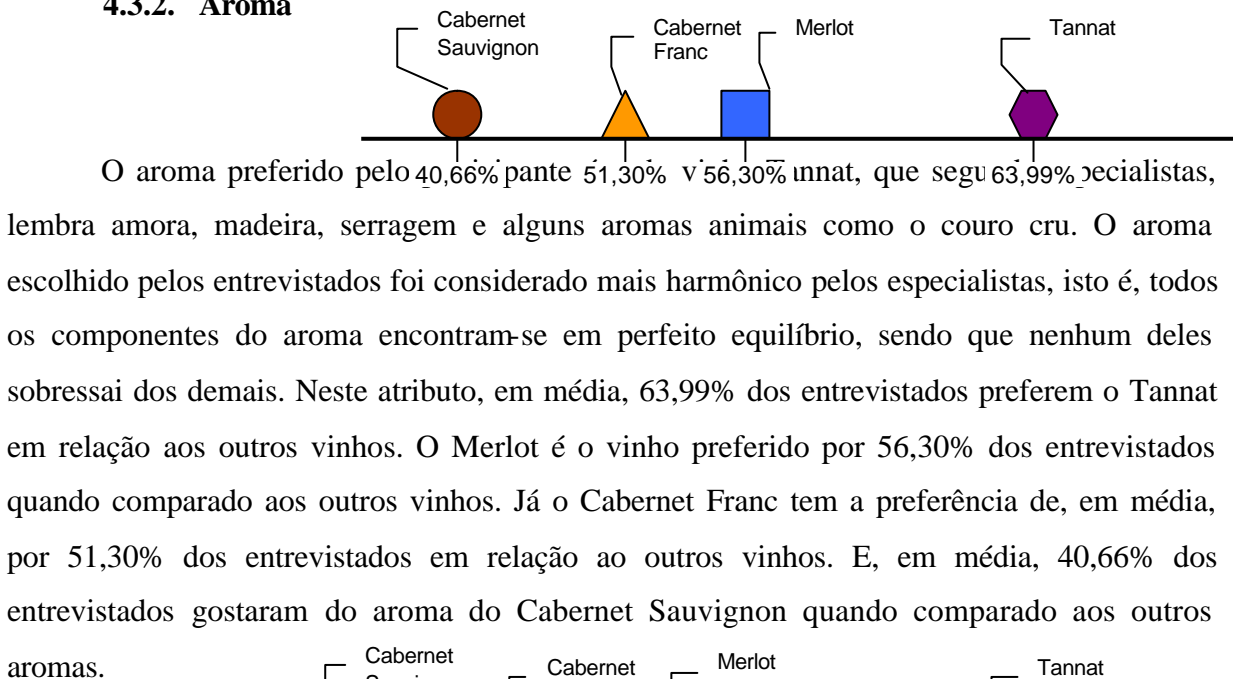 4.3.2. Aroma
Cabernet
Sauvignon
Cabernet
Franc
Merlot
Tannat
40,66%
51,30%
56,30%
63,99%
O aroma preferido pelo
lembra amora, madeira, serragem e alguns aromas animais como o couro cru. O aroma
escolhido pelos entrevistados foi considerado mais harmônico pelos especialistas, isto é, todos
os componentes do aroma encontram-se em perfeito equilíbrio, sendo que nenhum deles
sobressai dos demais. Neste atributo, em média, 63,99% dos entrevistados preferem o Tannat
em relação aos outros vinhos. O Merlot é o vinho preferido por 56,30% dos entrevistados
quando comparado aos outros vinhos. Já o Cabernet Franc tem a preferência de, em média,
por 51,30% dos entrevistados em relação ao outros vinhos. E, em média, 40,66% dos
entrevistados gostaram do aroma do Cabernet Sauvignon quando comparado aos outros
aromas.
Cabernet
Cabernet
Merlot
Tannat